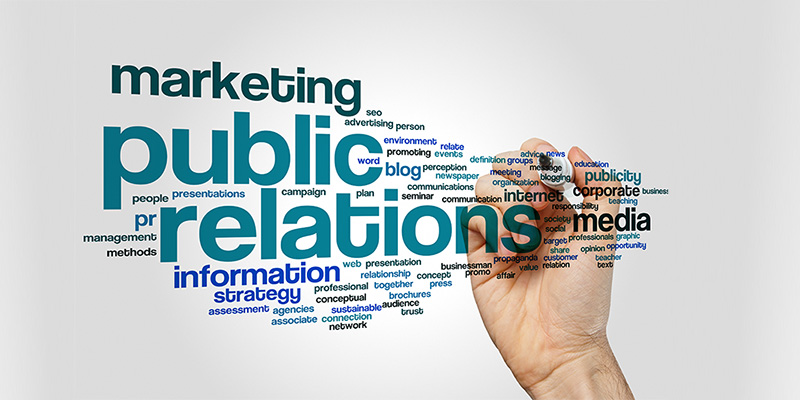 marketing
seo
advertising person
public
environment relate
word promoting events
blog perception
newspaper
definition groups advice news
meeting message education
organization blogging publicity
people presentations campaign plan communications
seminar communication internet corporate business
pr relations responsibility teaching
society media
social
management target professionals graphic
methods share opinion opportunity
information web presentation businessman propaganda customer teacher
relationship concept promo value relation text
affair
strategy professional together press
conceptual brochures
assessment agencies sustainable audience
associate connection trust
network